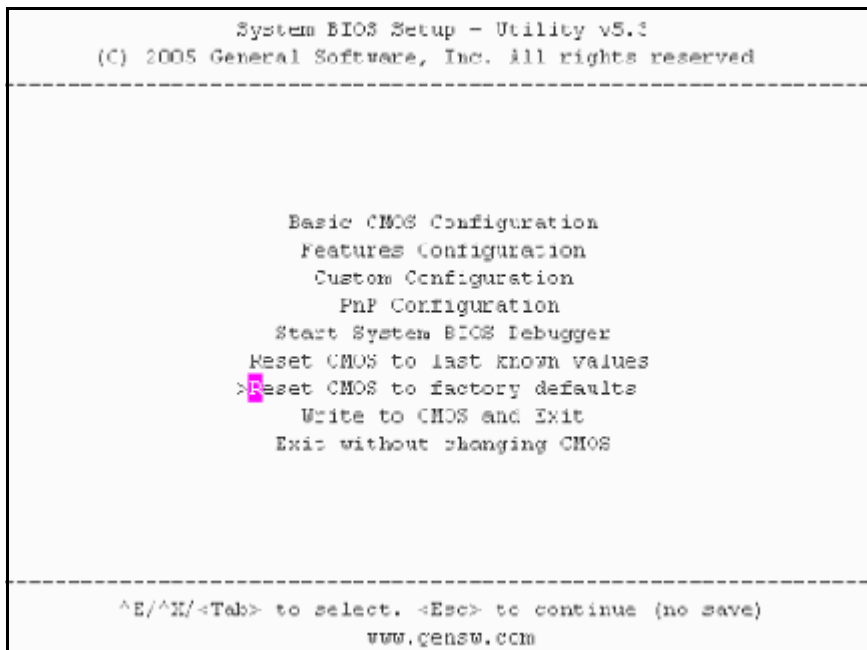 System BIOS Setup - Utility v5.3
(C) 2005 General Software, Inc. All rights reserved
Basic CMOS Configuration
Features Configuration
Custom Configuration
PnP Configuration
Start System BIOS Debugger
Reset CMOS to last known values
>Reset CMOS to factory defaults
Write to CMOS and Exit
Exit without changing CMOS
^E/^X/<Tab> to select. <Esc> to continue (no save)
www.gensw.com